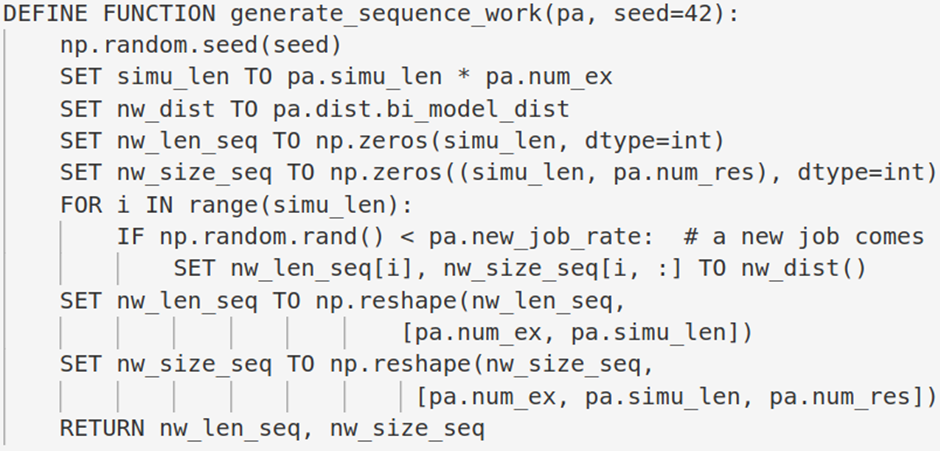 DEFINE FUNCTION generate_sequence_work(pa, seed=42):
np.random.seed(seed)
SET simu_len TO pa.simu_len * pa.num_ex
SET nw_dist TO pa.dist.bi_model_dist
SET nw_len_seq TO np.zeros(simu_len, dtype=int)
SET nw_size_seq TO np.zeros((simu_len, pa.num_res), dtype=int)
FOR i IN range(simu_len):
IF np.random.rand() < pa.new_job_rate:  # a new job comes
SET nw_len_seq[i], nw_size_seq[i, :] TO nw_dist()
SET nw_len_seq TO np.reshape(nw_len_seq,
[pa.num_ex, pa.simu_len])
SET nw_size_seq TO np.reshape(nw_size_seq,
[pa.num_ex, pa.simu_len, pa.num_res])
RETURN nw_len_seq, nw_size_seq